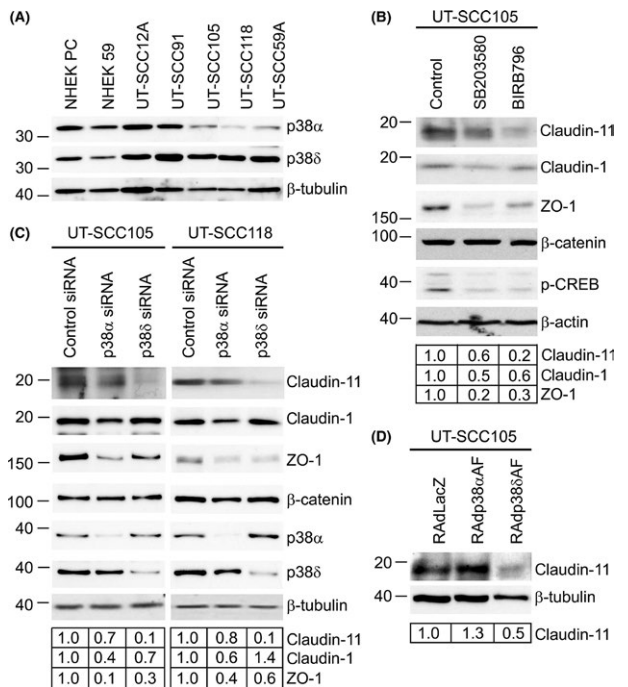 (A)
NHEK PC
NHEK 59
UT-SCC12A
UT-SCC91
UT-SCC105
UT-SCC118
UT-SCC59A
30
p38α
30
p38δ
40
β-tubulin
(B)
UT-SCC105
Control
SB203580
BIRB796
20
Claudin-11
20
Claudin-1
150
ZO-1
100
β-catenin
40
p-CREB
40
β-actin
1.0 0.6 0.2 Claudin-11
1.0 0.5 0.6 Claudin-1
1.0 0.2 0.3 ZO-1
(C)
UT-SCC105 UT-SCC118
Control siRNA
p38α siRNA
p38δ siRNA
Control siRNA
p38α siRNA
p38δ siRNA
20
Claudin-11
20
Claudin-1
150
ZO-1
100
β-catenin
40
p38α
40
p38δ
40
β-tubulin
1.0 0.7 0.1 1.0 0.8 0.1 Claudin-11
1.0 0.4 0.7 1.0 0.6 1.4 Claudin-1
1.0 0.1 0.3 1.0 0.4 0.6 ZO-1
(D)
UT-SCC105
RAdLacZ
RAdp38αAF
RAdp38δAF
20
Claudin-11
40
β-tubulin
1.0 1.3 0.5 Claudin-11